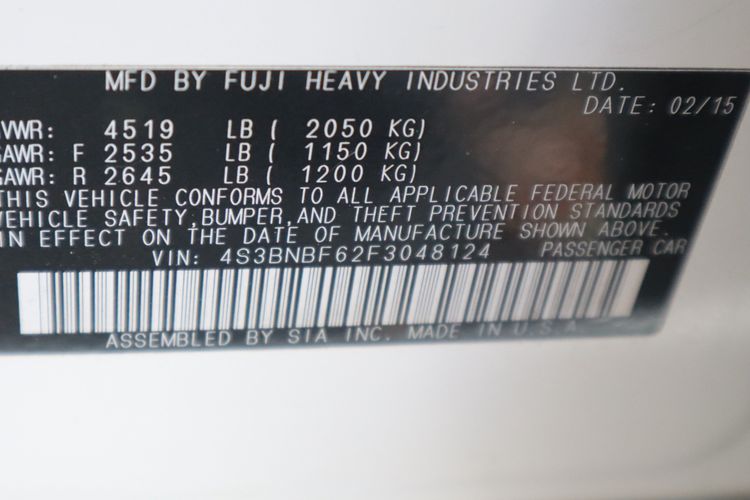 MFD BY FUJI HEAVY INDUSTRIES LTD.
DATE: 02/15
VWR: 4519 LB ( 2050 KG)
AWR: F 2535 LB ( 1150 KG)
AWR: R 2645 LB ( 1200 KG)
THIS VEHICLE CONFORMS TO ALL APPLICABLE FEDERAL MOTOR
VEHICLE SAFETY, BUMPER, AND THEFT PREVENTION STANDARDS
IN EFFECT ON THE DATE OF MANUFACTURE SHOWN ABOVE.
VIN: 4S3BNBF62F3048124 PASSENGER CAR
ASSEMBLED BY SIA INC. MADE IN U.S.A.